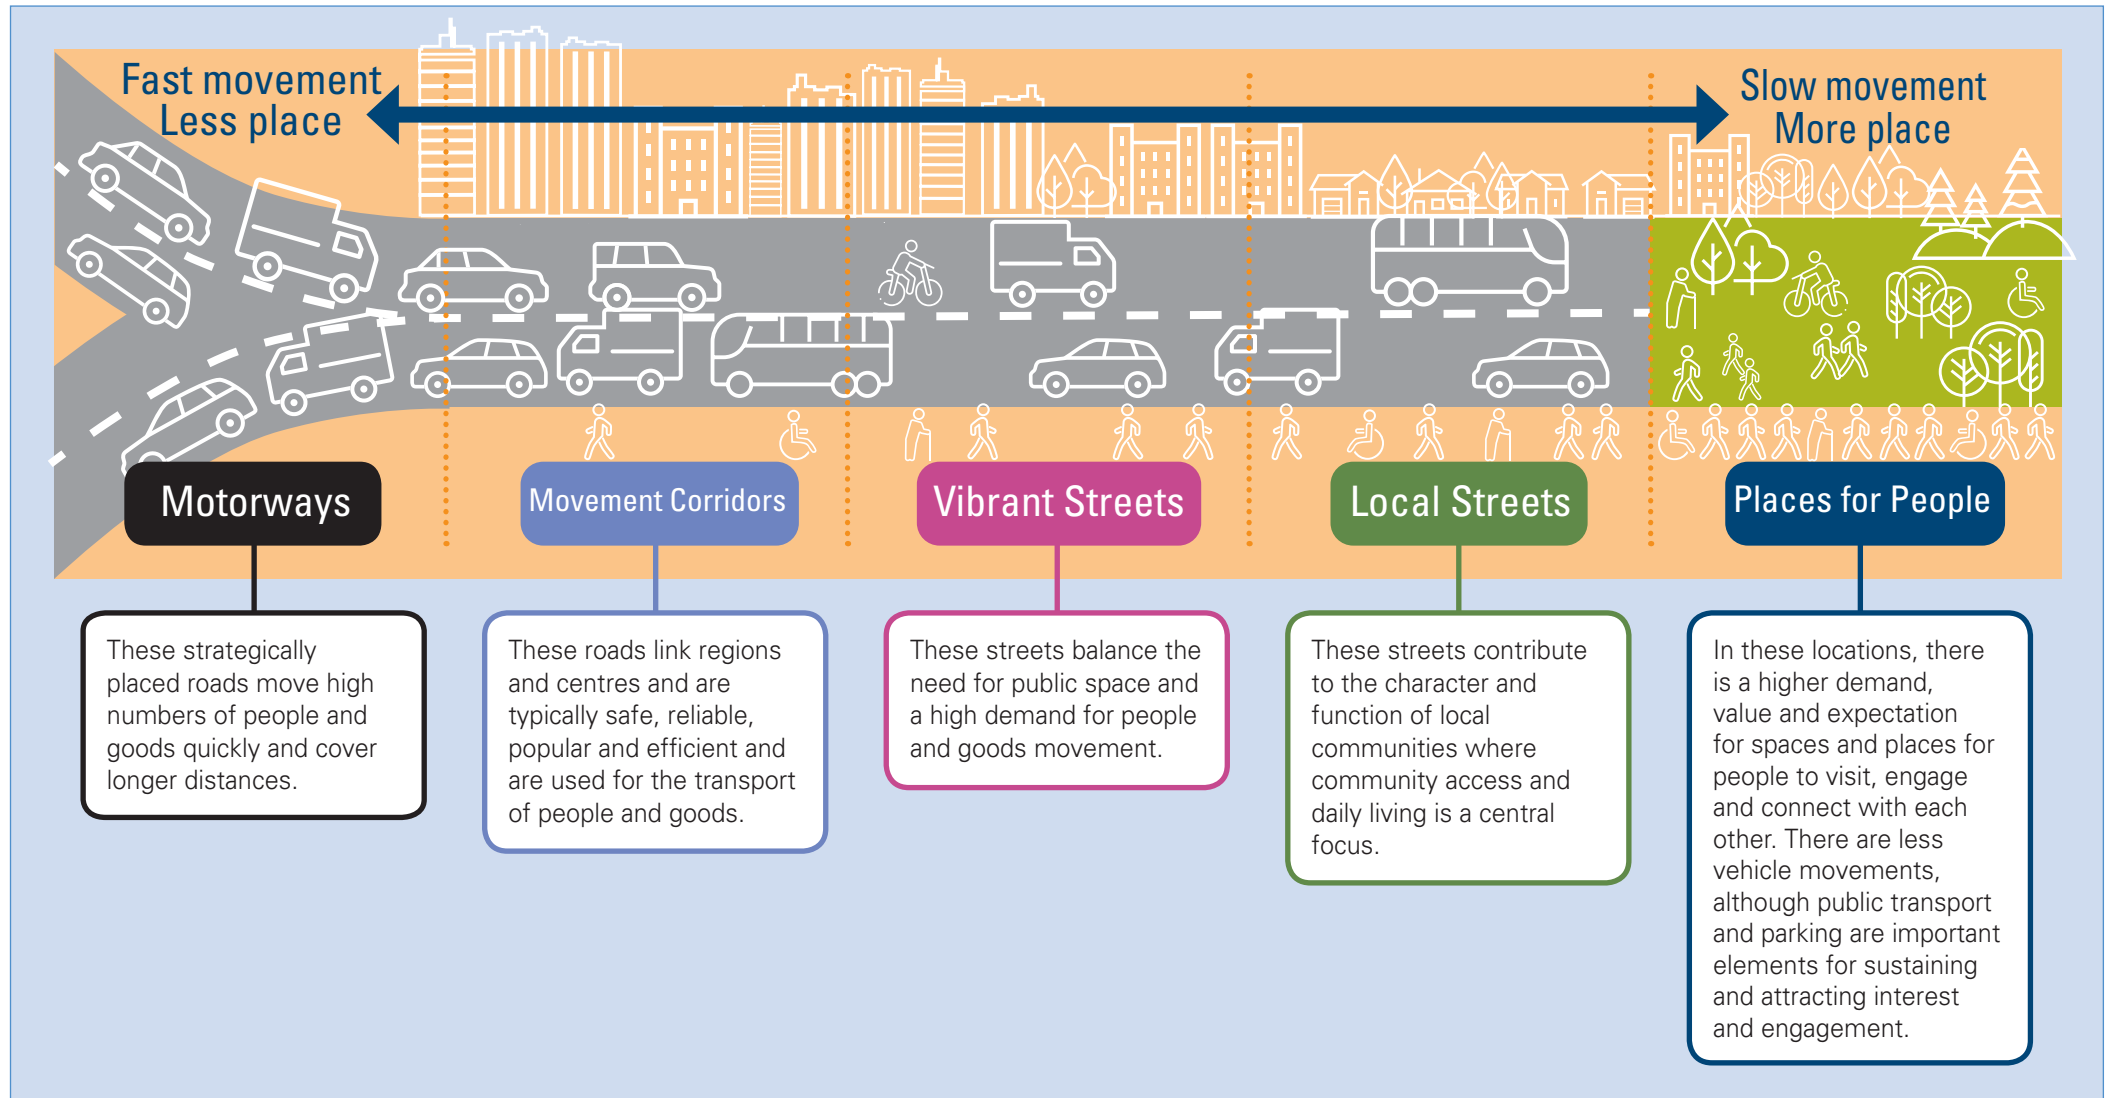 Fast movement
Less place
Slow movement
More place
Motorways
Movement Corridors
Vibrant Streets
Local Streets
Places for People
These strategically
placed roads move high
numbers of people and
goods quickly and cover
longer distances.
These roads link regions
and centres and are
typically safe, reliable,
popular and efficient and
are used for the transport
of people and goods.
These streets balance the
need for public space and
a high demand for people
and goods movement.
These streets contribute
to the character and
function of local
communities where
community access and
daily living is a central
focus.
In these locations, there
is a higher demand,
value and expectation
for spaces and places for
people to visit, engage
and connect with each
other. There are less
vehicle movements,
although public transport
and parking are important
elements for sustaining
and attracting interest
and engagement.